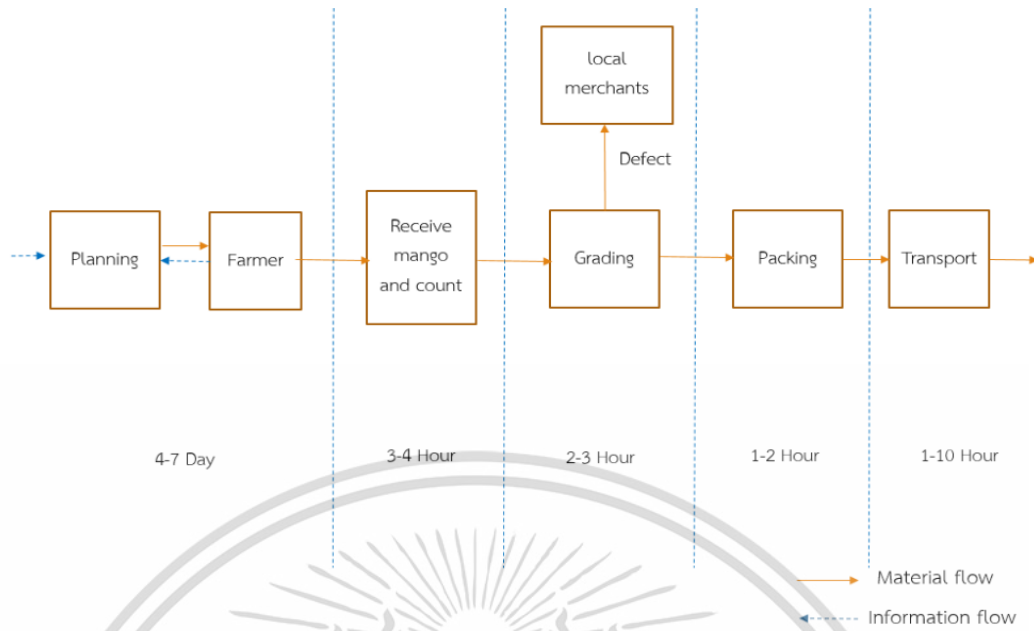 local
merchants
Defect
Planning
Farmer
Receive
mango
and count
Grading
Packing
Transport
4-7 Day
3-4 Hour
2-3 Hour
1-2 Hour
1-10 Hour
Material flow
Information flow